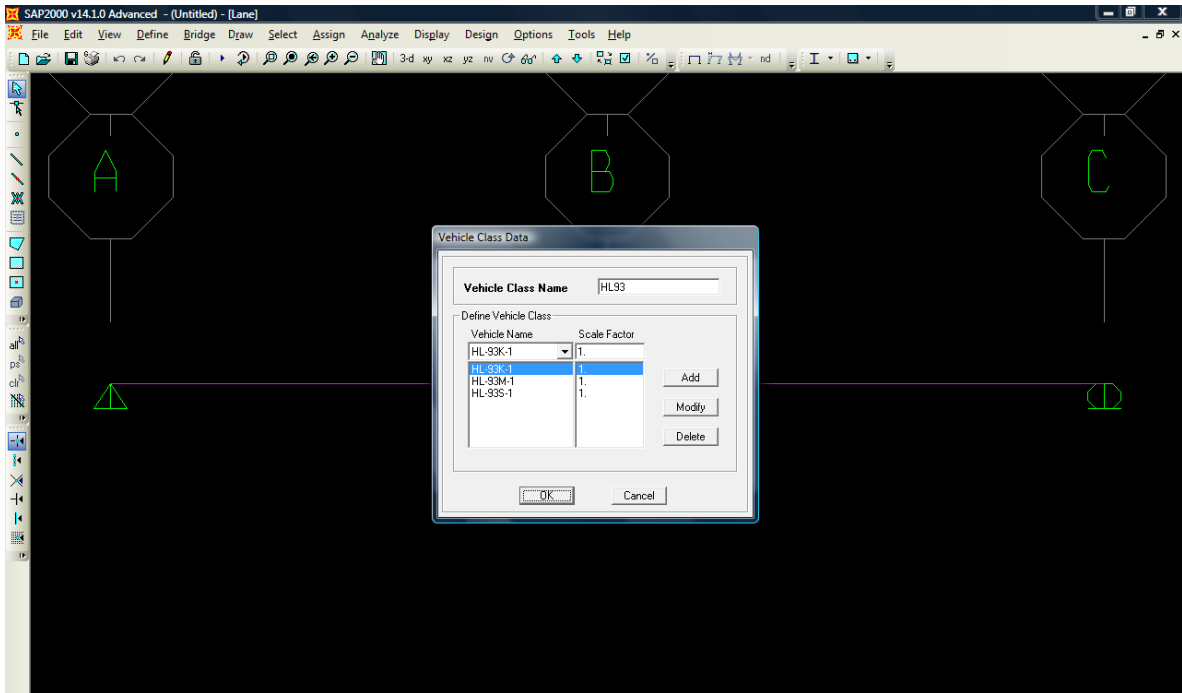 SAP2000 v14.1.0 Advanced - (Untitled) - [Lane]
File Edit View Define Bridge Draw Select Assign Analyze Display Design Options Tools Help
3-d xy xz yz nv nd
all
ps
clr
A B C
Vehicle Class Data
Vehicle Class Name HL93
Define Vehicle Class
Vehicle Name Scale Factor
HL-93K-1 1.
HL-93K-1 1.
HL-93M-1 1.
HL-93S-1 1.
Add
Modify
Delete
OK Cancel